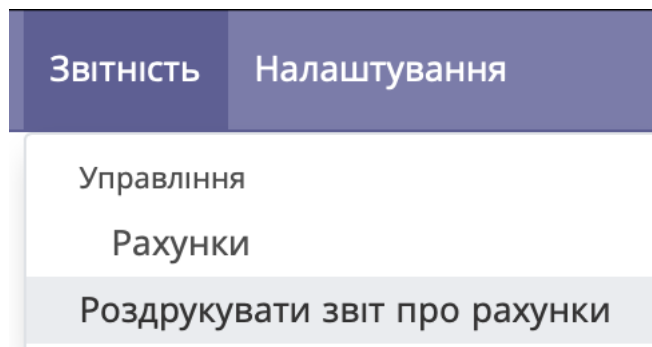 Звітність Налаштування
Управління
Рахунки
Роздрукувати звіт про рахунки